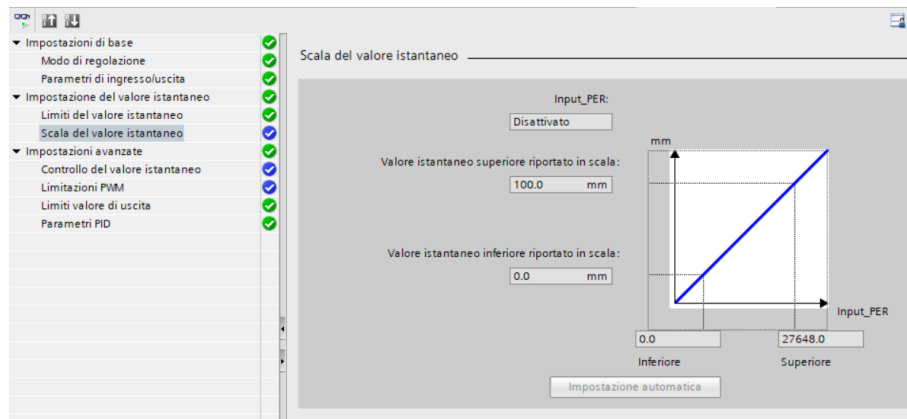 Impostazioni di base
Modo di regolazione
Parametri di ingresso/uscita
Impostazione del valore istantaneo
Limiti del valore istantaneo
Scala del valore istantaneo
Impostazioni avanzate
Controllo del valore istantaneo
Limitazioni PWM
Limiti valore di uscita
Parametri PID
Scala del valore istantaneo
Input_PER:
Disattivato
mm
Valore istantaneo superiore riportato in scala:
100.0 mm
Valore istantaneo inferiore riportato in scala:
0.0 mm
Input_PER
0.0 27648.0
Inferiore Superiore
Impostazione automatica